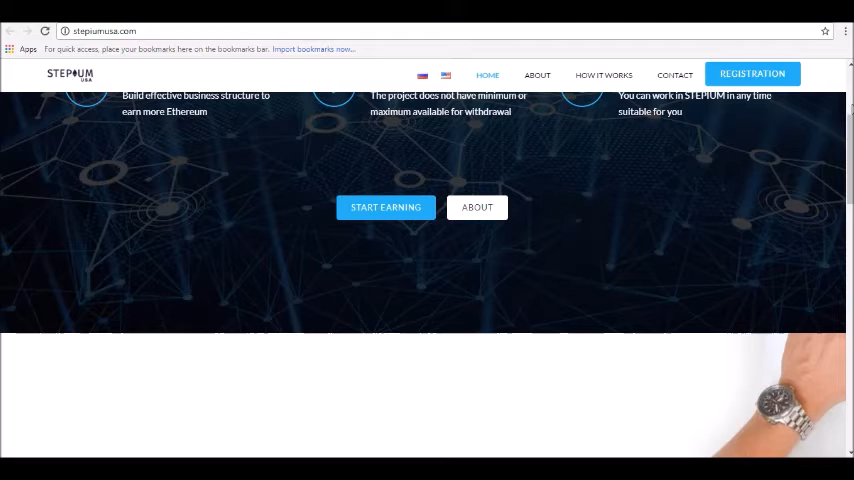 stepiumusa.com
Apps For quick access, place your bookmarks here on the bookmarks bar. Import bookmarks now...
STEPIUM USA HOME ABOUT HOW IT WORKS CONTACT REGISTRATION
Build effective business structure to The project does not have minimum or You can work in STEPIUM in any time
earn more Ethereum maximum available for withdrawal suitable for you
START EARNING ABOUT